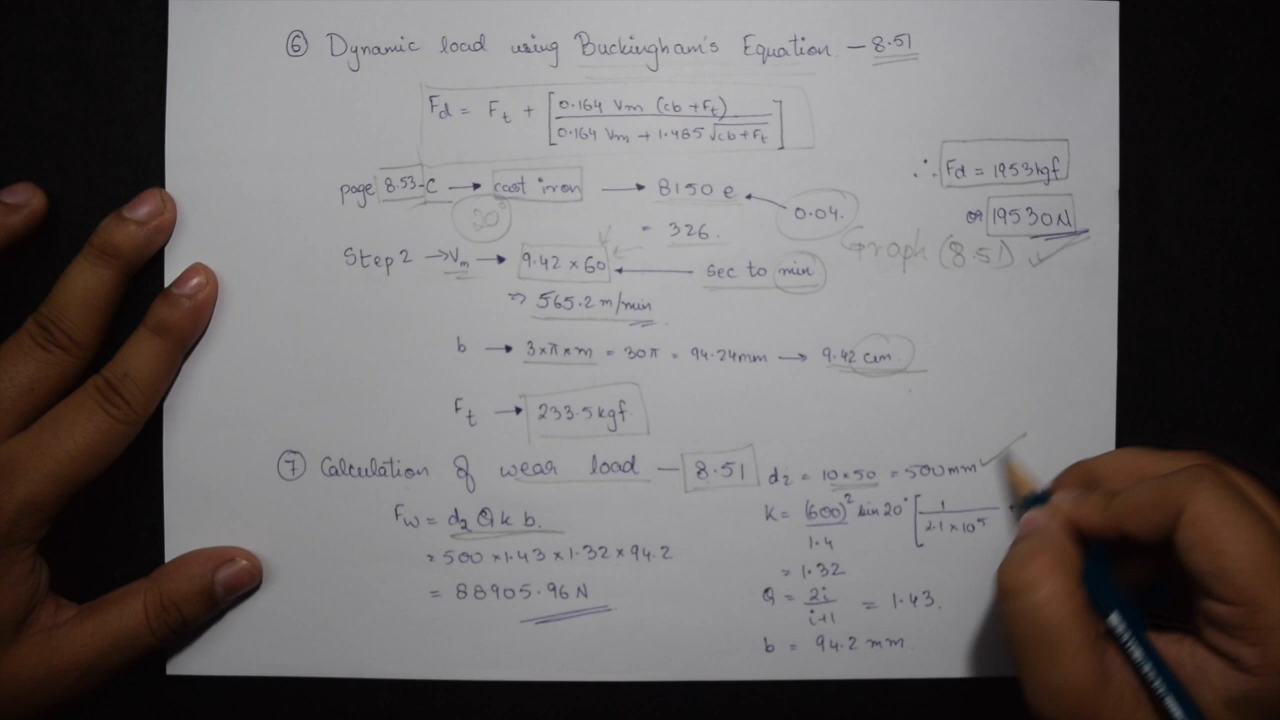 ⑥ Dynamic load using Buckingham's Equation - 8.51
Fd = Ft + [0.164 Vm (cb + Ft) / 0.164 Vm + 1.485 √cb + Ft]
page 8.53-C → cast iron → 8150 e ← 0.04.
20°
= 326.
∴ Fd = 1953 kgf
or 19530 N
Graph (8.51) ✓
Step 2 → Vm → 9.42 × 60 ← sec to min
⇒ 565.2 m/min
b → 3 × π × m = 30π = 94.24mm → 9.42 cm.
Ft → 233.5 kgf
⑦ Calculation of wear load - 8.51
Fw = d2 Q k b.
= 500 × 1.43 × 1.32 × 94.2
= 88905.96 N
d2 = 10×50 = 500mm ✓
K = (600)² sin 20° [1 / 2.1 × 10⁵
1.4
= 1.32
Q = 2i / i+1 = 1.43.
b = 94.2 mm.